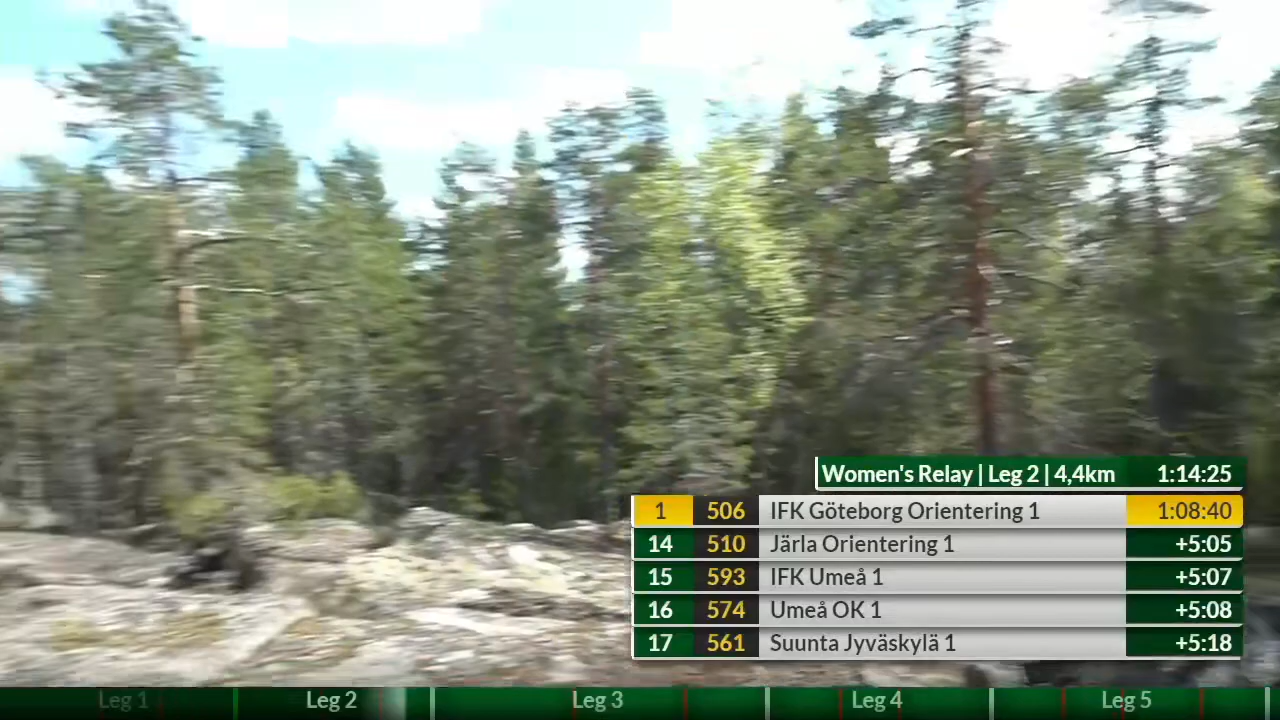 Women's Relay | Leg 2 | 4,4km 1:14:25
1 506 IFK Göteborg Orientering 1 1:08:40
14 510 Järla Orientering 1 +5:05
15 593 IFK Umeå 1 +5:07
16 574 Umeå OK 1 +5:08
17 561 Suunta Jyväskylä 1 +5:18
Leg 1 Leg 2 Leg 3 Leg 4 Leg 5